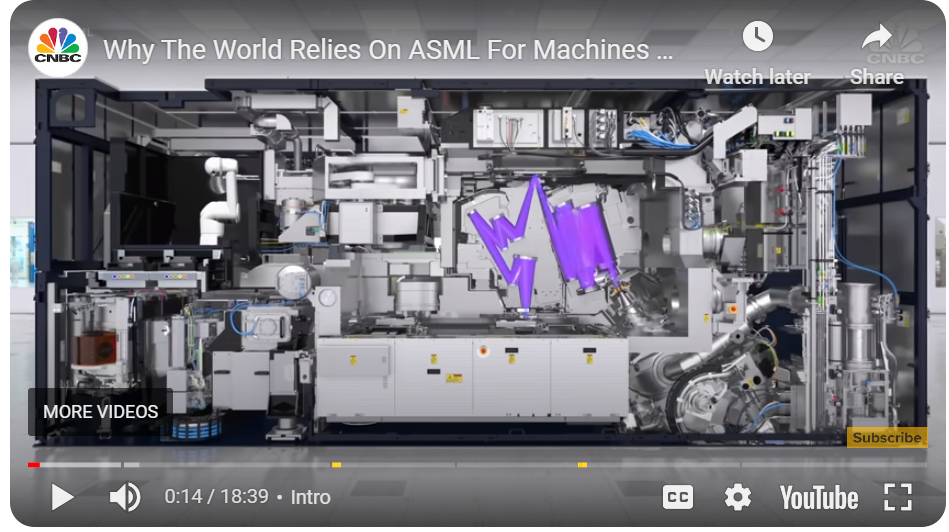 CNBC
Why The World Relies On ASML For Machines ...
Watch later
Share
CNBC
MORE VIDEOS
Subscribe
0:14 / 18:39 • Intro
CC
YouTube